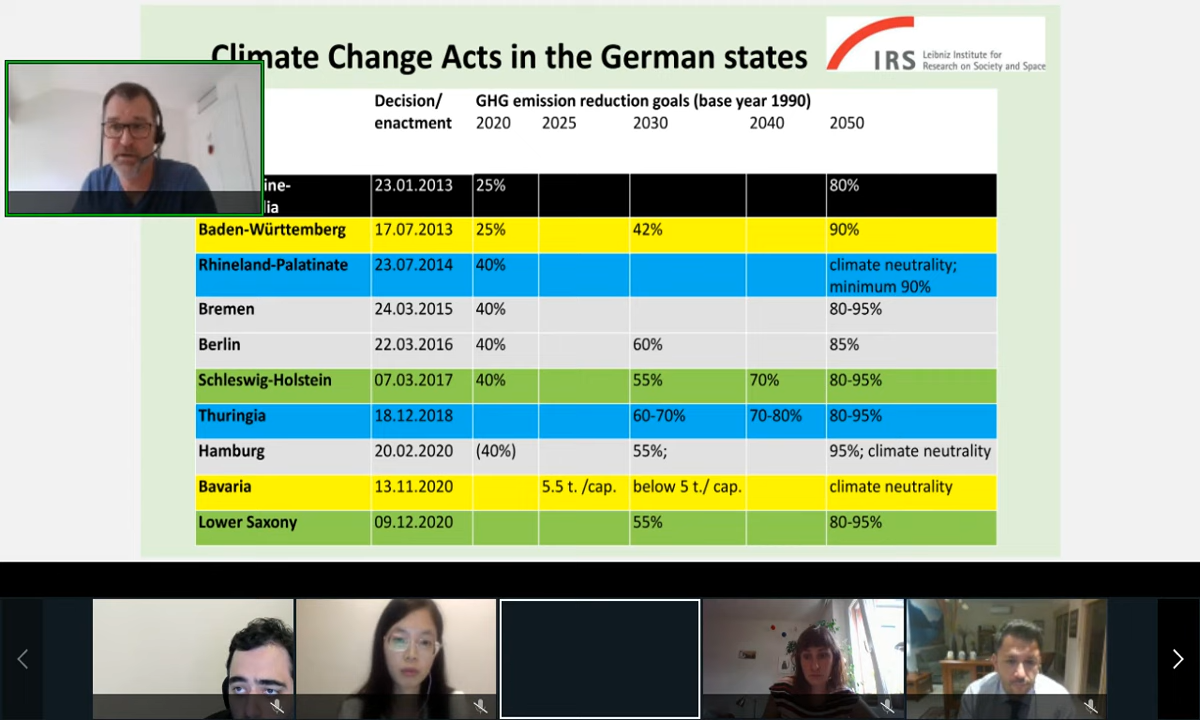 Climate Change Acts in the German states
IRS Leibniz Institute for
Research on Society and Space
Decision/ GHG emission reduction goals (base year 1990)
enactment 2020 2025 2030 2040 2050
ine- 23.01.2013 25% 80%
lia
Baden-Württemberg 17.07.2013 25% 42% 90%
Rhineland-Palatinate 23.07.2014 40% climate neutrality;
minimum 90%
Bremen 24.03.2015 40% 80-95%
Berlin 22.03.2016 40% 60% 85%
Schleswig-Holstein 07.03.2017 40% 55% 70% 80-95%
Thuringia 18.12.2018 60-70% 70-80% 80-95%
Hamburg 20.02.2020 (40%) 55%; 95%; climate neutrality
Bavaria 13.11.2020 5.5 t. /cap. below 5 t./ cap. climate neutrality
Lower Saxony 09.12.2020 55% 80-95%